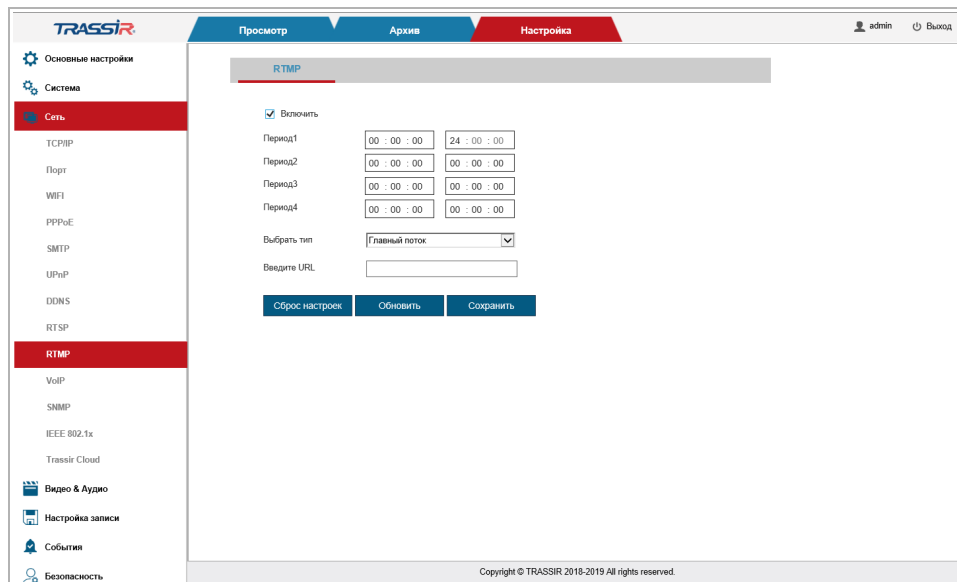 TRASSIR
Просмотр
Архив
Настройка
admin
Выход
Основные настройки
Система
Сеть
TCP/IP
Порт
WIFI
PPPoE
SMTP
UPnP
DDNS
RTSP
RTMP
VoIP
SNMP
IEEE 802.1x
Trassir Cloud
Видео & Аудио
Настройка записи
События
Безопасность
RTMP
Включить
Период1 00 : 00 : 00 24 : 00 : 00
Период2 00 : 00 : 00 00 : 00 : 00
Период3 00 : 00 : 00 00 : 00 : 00
Период4 00 : 00 : 00 00 : 00 : 00
Выбрать тип Главный поток
Введите URL
Сброс настроек Обновить Сохранить
Copyright © TRASSIR 2018-2019 All rights reserved.